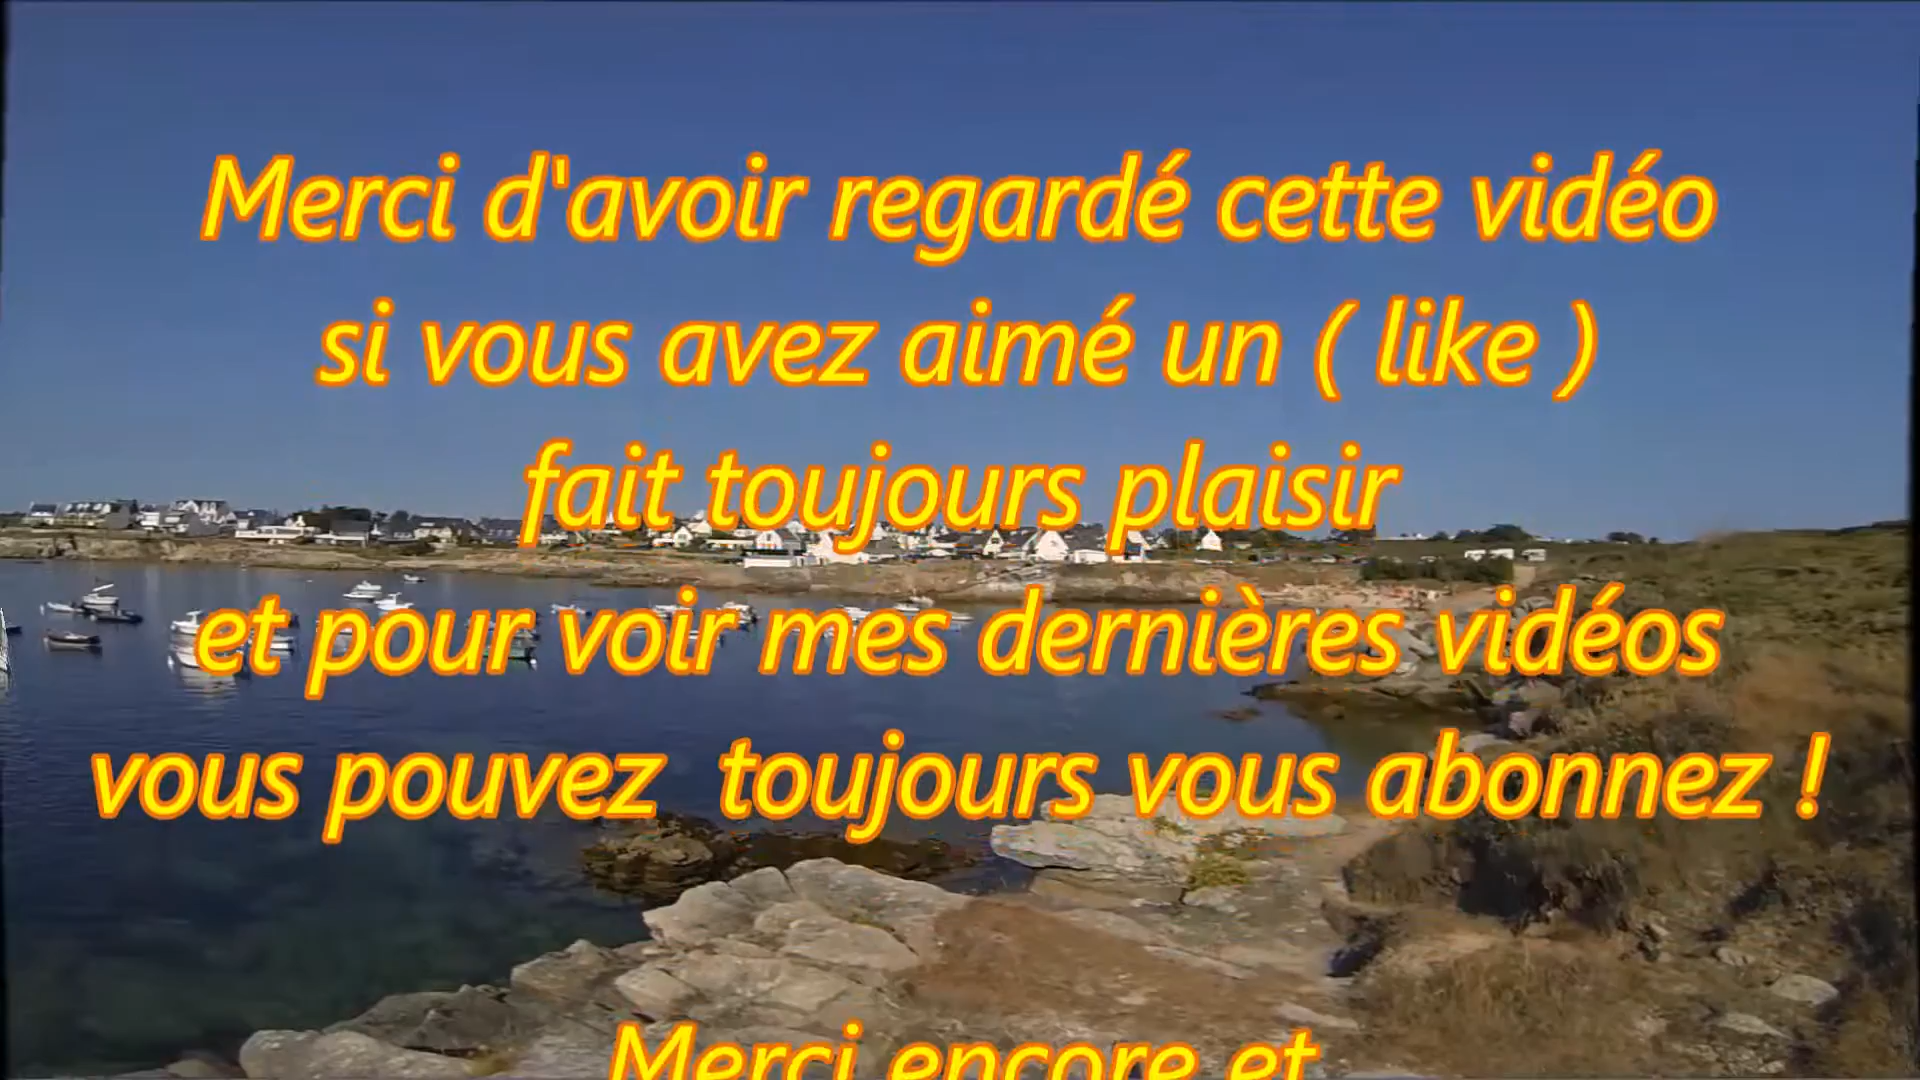 Merci d'avoir regardé cette vidéo
si vous avez aimé un ( like )
fait toujours plaisir
et pour voir mes dernières vidéos
vous pouvez  toujours vous abonnez !
Merci encore et